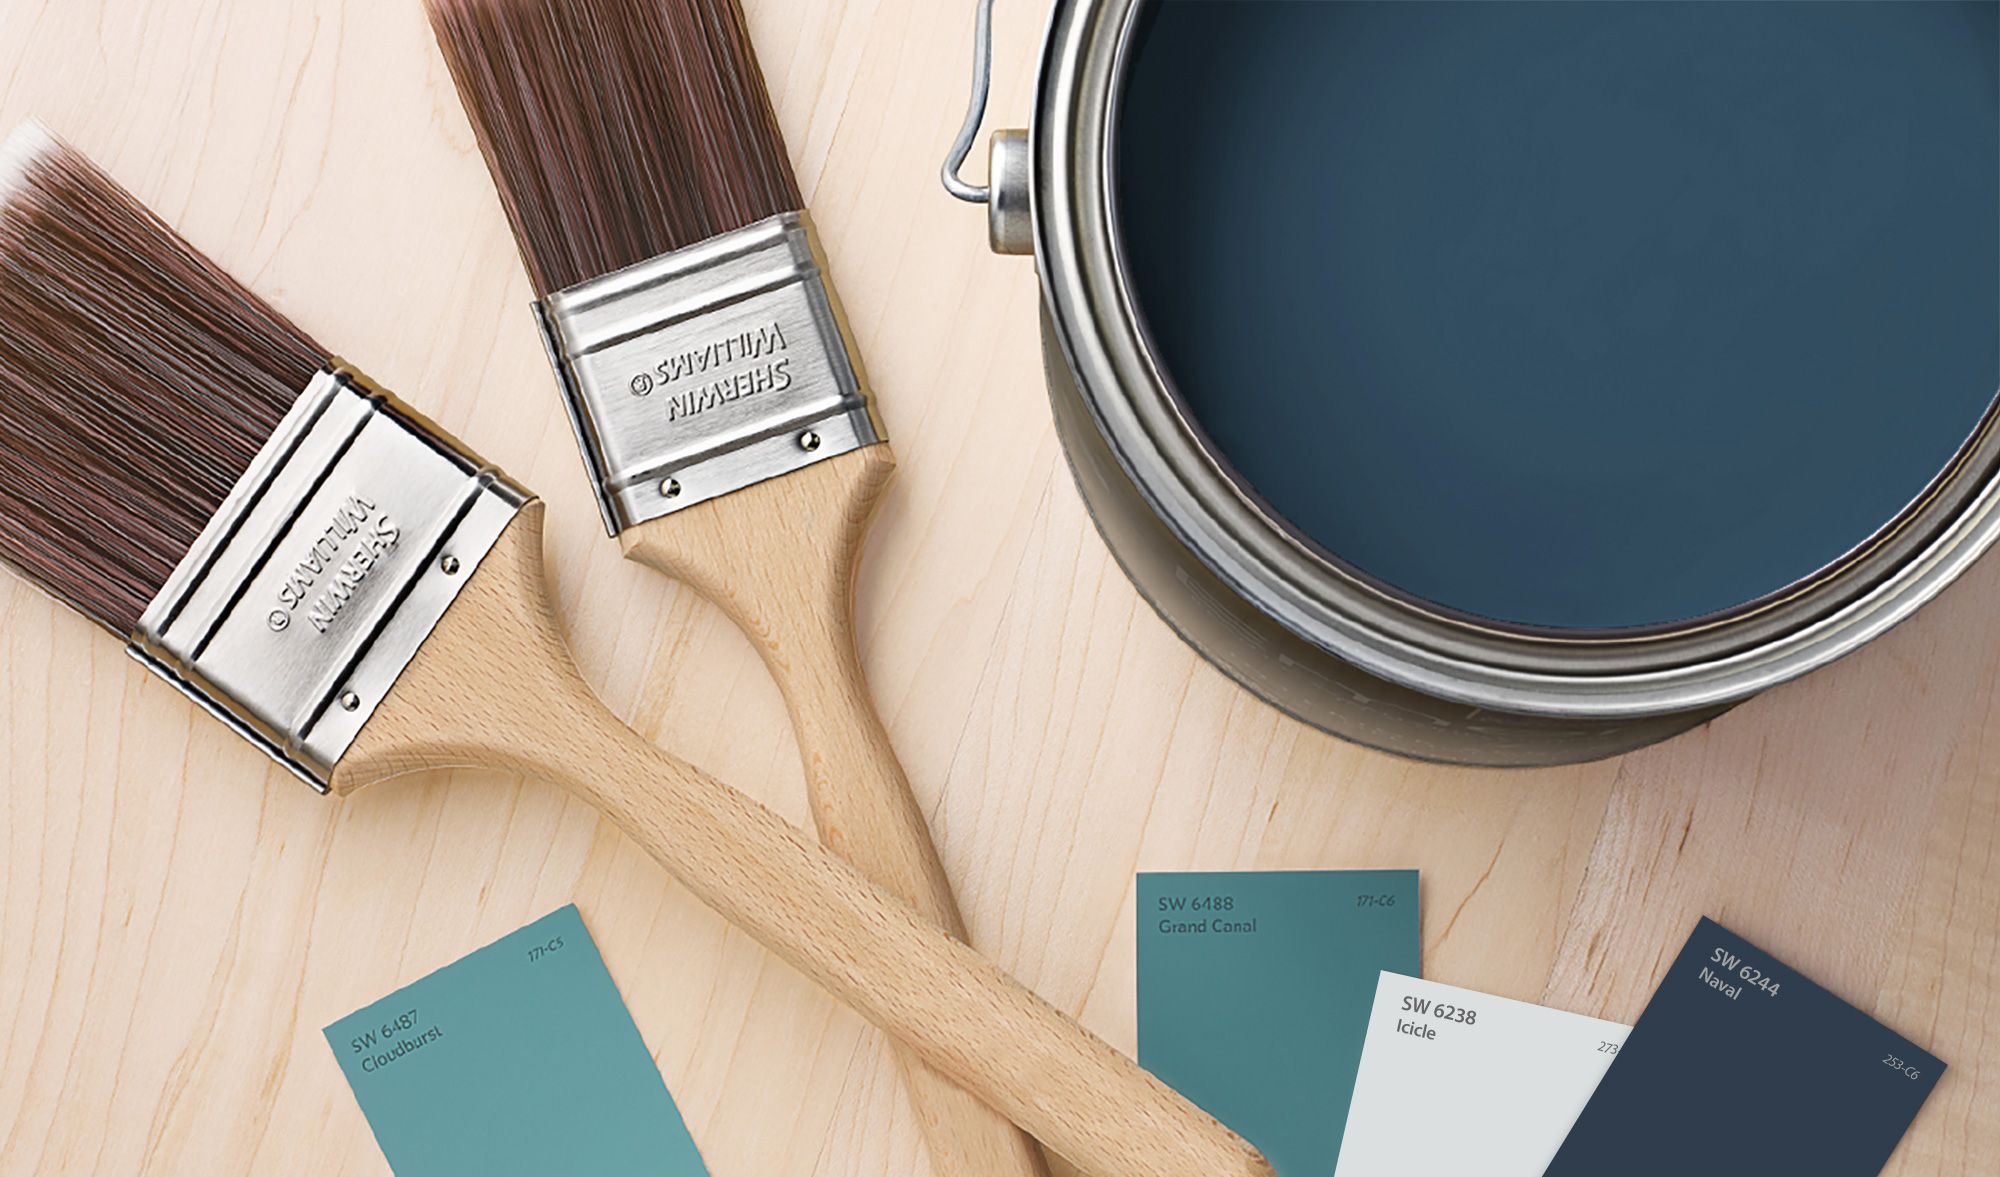 SHERWIN
WILLIAMS®
SHERWIN
WILLIAMS®
SW 6487
Cloudburst
171-C5
SW 6488
Grand Canal
171-C6
SW 6238
Icicle
273-
SW 6244
Naval
253-C6